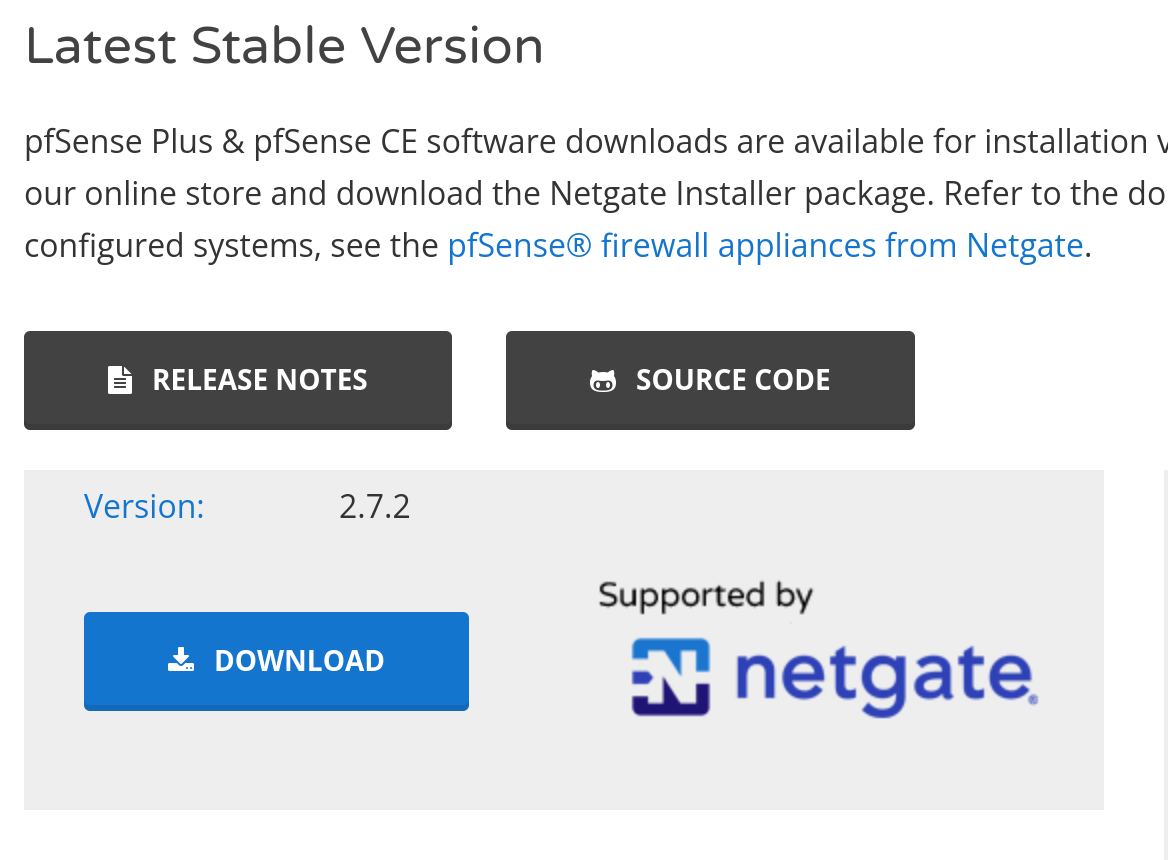 Latest Stable Version
pfSense Plus & pfSense CE software downloads are available for installation
our online store and download the Netgate Installer package. Refer to the do
configured systems, see the pfSense® firewall appliances from Netgate.
RELEASE NOTES
SOURCE CODE
Version: 2.7.2
Supported by
DOWNLOAD
netgate®